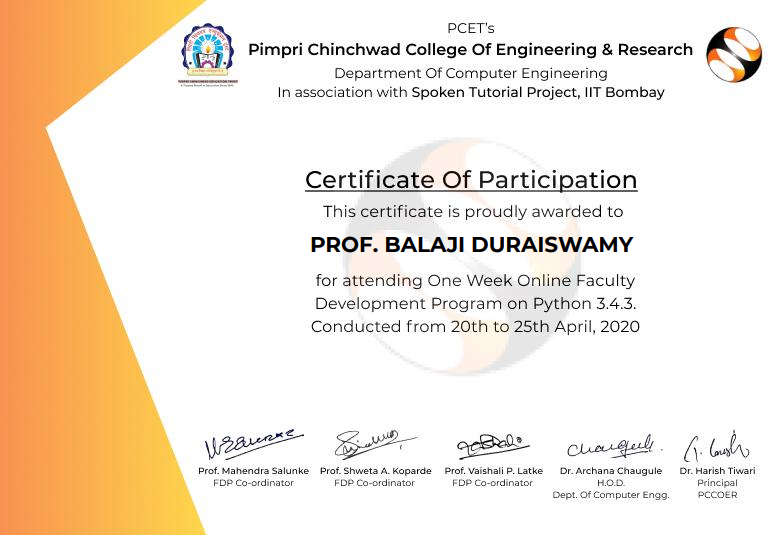 PCET's
Pimpri Chinchwad College Of Engineering & Research
Department Of Computer Engineering
In association with Spoken Tutorial Project, IIT Bombay
PIMPRI CHINCHWAD EDUCATION TRUST
Certificate Of Participation
This certificate is proudly awarded to
PROF. BALAJI DURAISWAMY
for attending One Week Online Faculty
Development Program on Python 3.4.3.
Conducted from 20th to 25th April, 2020
Prof. Mahendra Salunke
FDP Co-ordinator
Prof. Shweta A. Koparde
FDP Co-ordinator
Prof. Vaishali P. Latke
FDP Co-ordinator
Dr. Archana Chaugule
H.O.D.
Dept. Of Computer Engg.
Dr. Harish Tiwari
Principal
PCCOER